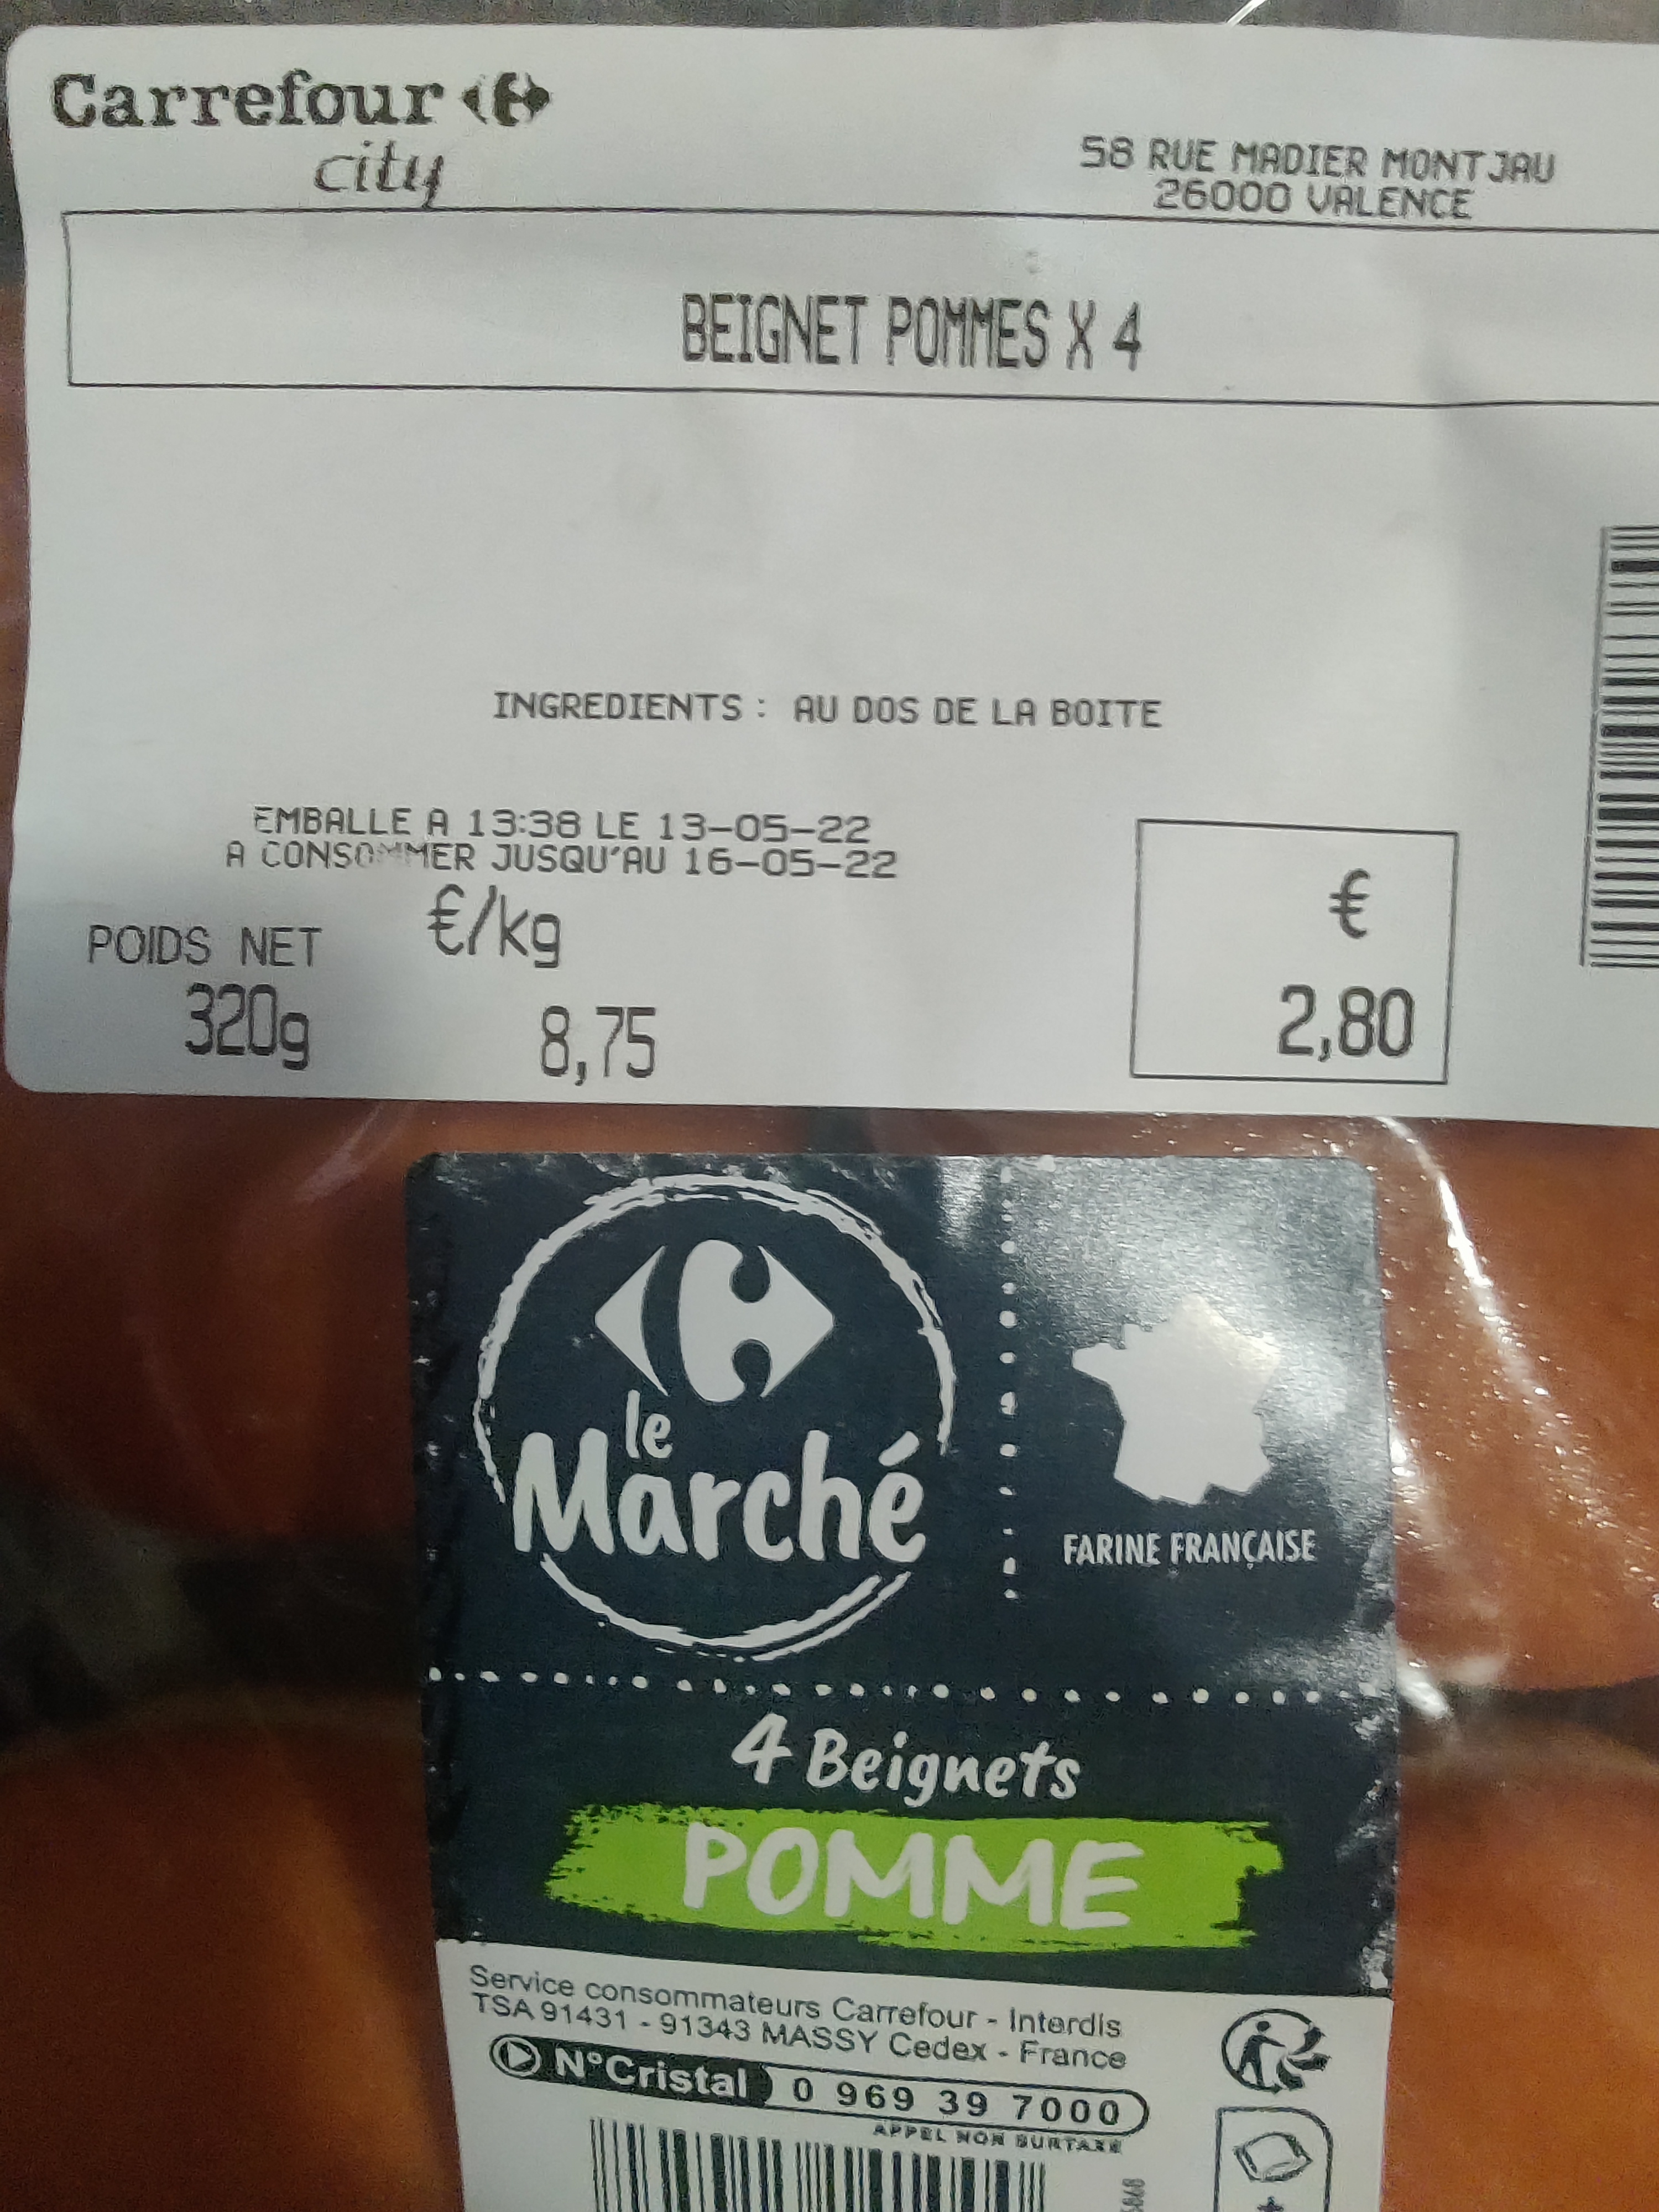 Carrefour
city
58 RUE MADIER MONTJAU
26000 VALENCE
BEIGNET POMMES X 4
INGREDIENTS : AU DOS DE LA BOITE
EMBALLE A 13:38 LE 13-05-22
A CONSOMMER JUSQU'AU 16-05-22
POIDS NET
€/kg
€
320g
8,75
2,80
le
Marché
FARINE FRANÇAISE
4 Beignets
POMME
Service consommateurs Carrefour - Interdis
TSA 91431 - 91343 MASSY Cedex - France
N°Cristal 0 969 39 7000
APPEL NON SURTAXE